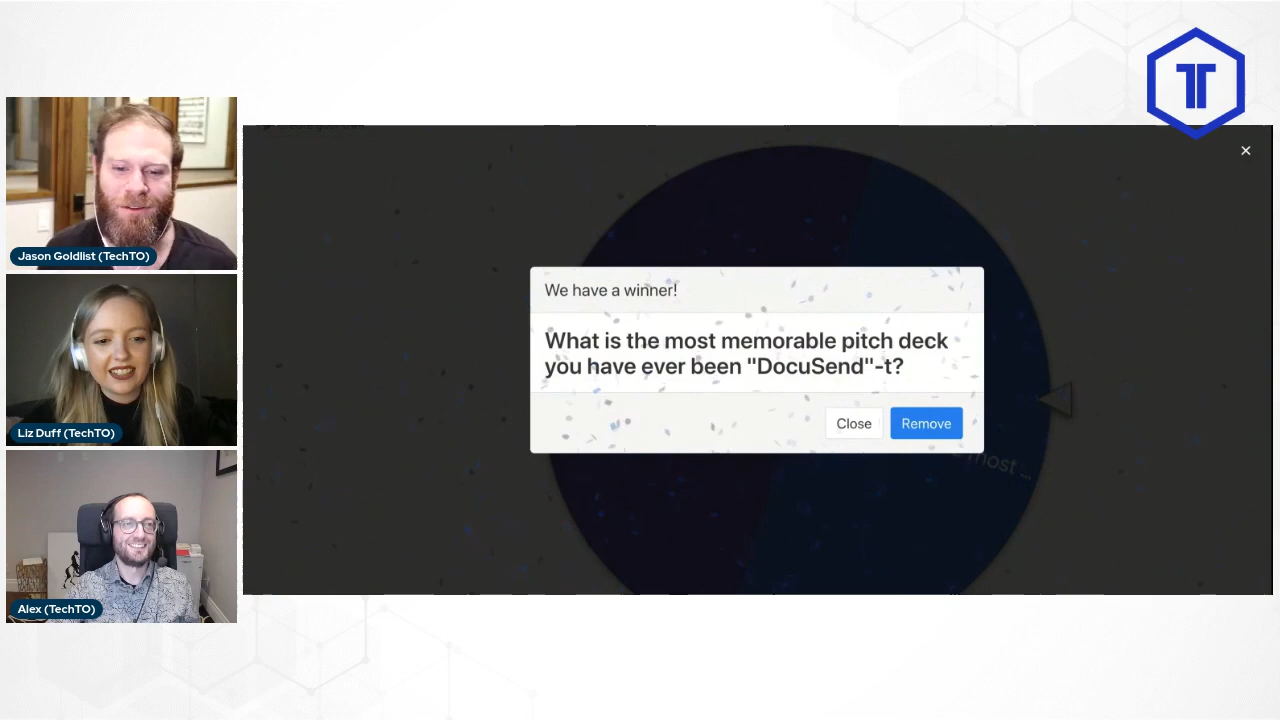 Jason Goldlist (TechTO)
Liz Duff (TechTO)
Alex (TechTO)
We have a winner!
What is the most memorable pitch deck
you have ever been "DocuSend"-t?
Close
Remove
most ...